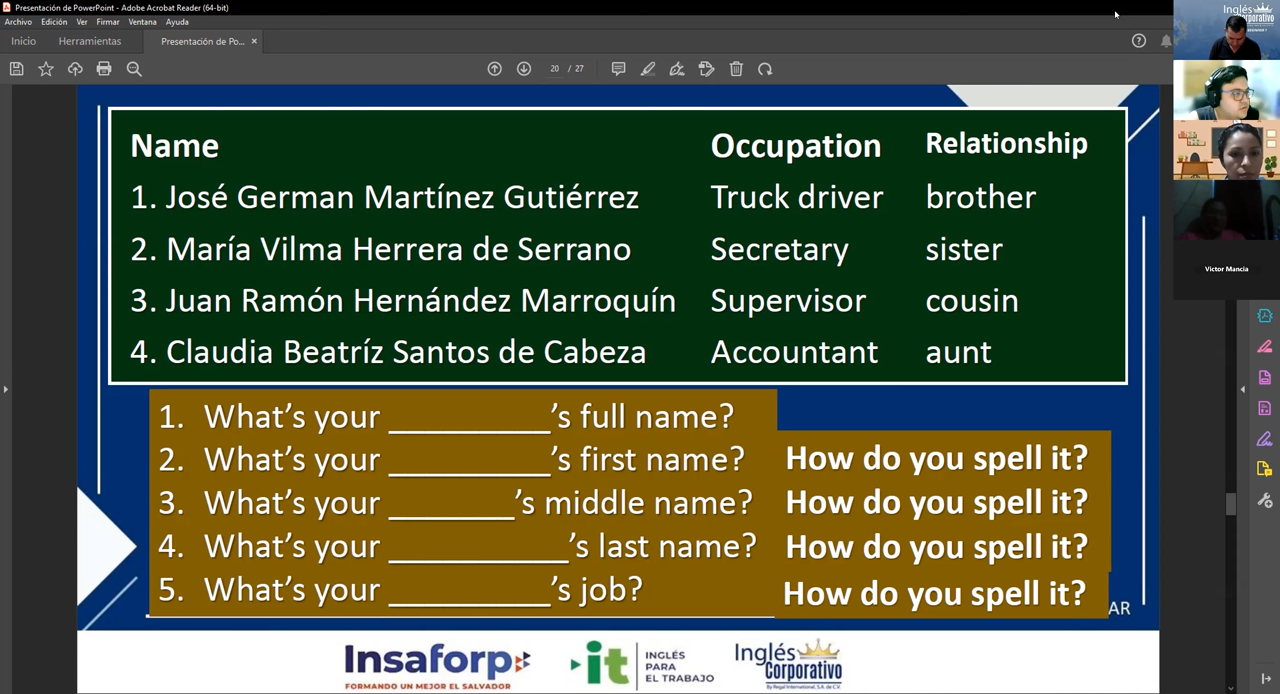 Presentación de PowerPoint - Adobe Acrobat Reader (64-bit)
Archivo Edición Ver Firmar Ventana Ayuda
Inicio Herramientas Presentación de Po... ×
20 / 27
Inglés
Corporativo
Name Occupation Relationship
1. José German Martínez Gutiérrez Truck driver brother
2. María Vilma Herrera de Serrano Secretary sister
3. Juan Ramón Hernández Marroquín Supervisor cousin
4. Claudia Beatríz Santos de Cabeza Accountant aunt
Victor Mancia
1. What's your __________'s full name?
2. What's your __________'s first name? How do you spell it?
3. What's your ________'s middle name? How do you spell it?
4. What's your ___________'s last name? How do you spell it?
5. What's your __________'s job? How do you spell it?
AR
Insaforp
FORMANDO UN MEJOR EL SALVADOR
it INGLÉS PARA EL TRABAJO
Inglés
Corporativo
By Regal International, S.A. de C.V.